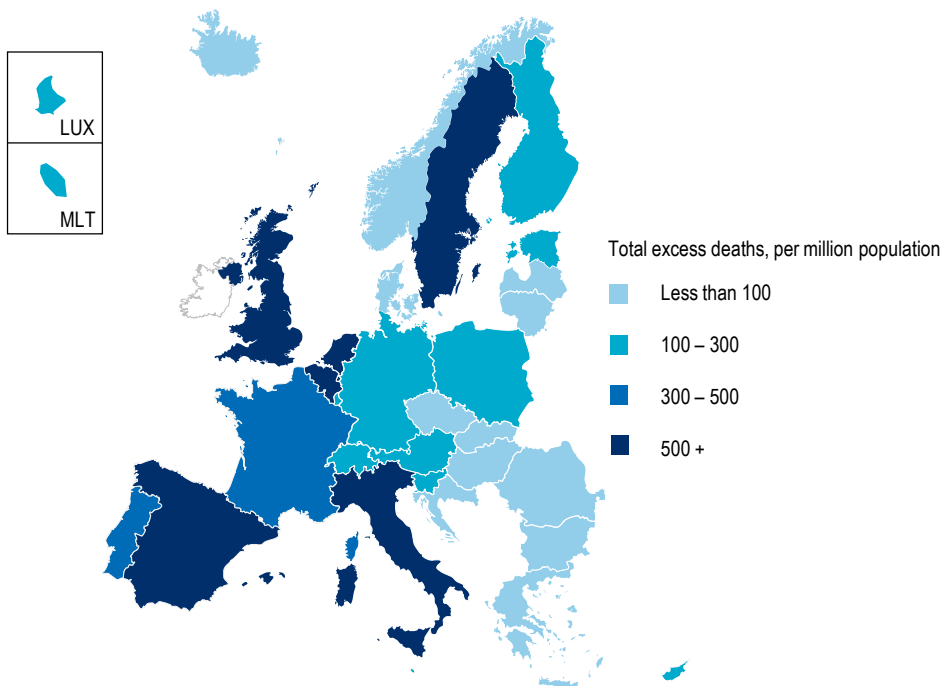 LUX
MLT
Total excess deaths, per million population
Less than 100
100 – 300
300 – 500
500 +